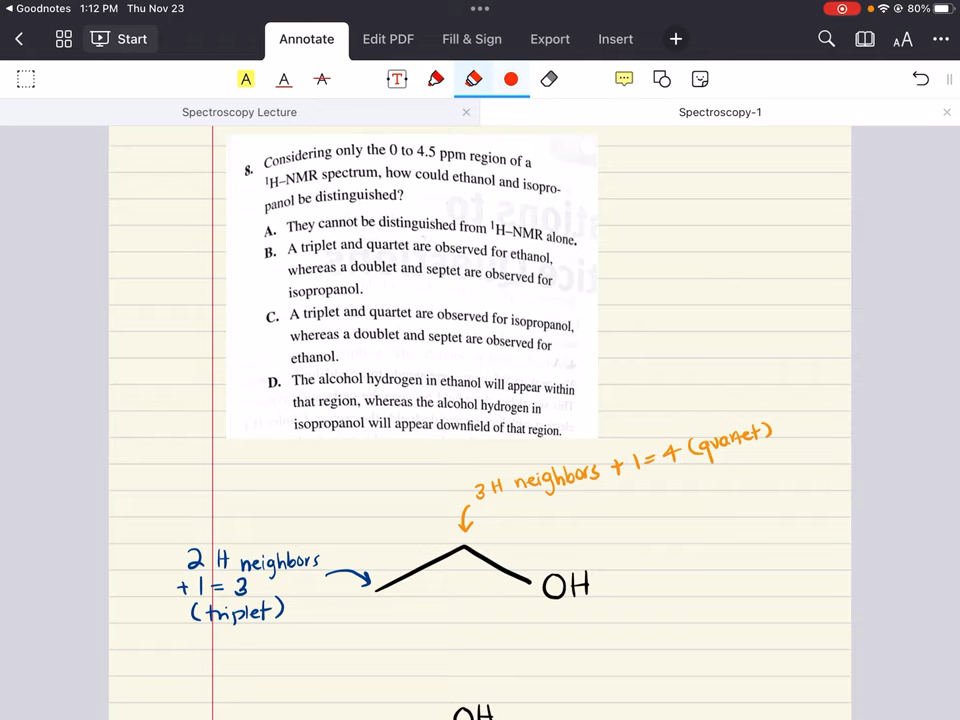 Goodnotes 1:12 PM Thu Nov 23 80%
Start Annotate Edit PDF Fill & Sign Export Insert
Spectroscopy Lecture Spectroscopy-1
8. Considering only the 0 to 4.5 ppm region of a
¹H–NMR spectrum, how could ethanol and isopro-
panol be distinguished?
A. They cannot be distinguished from ¹H–NMR alone.
B. A triplet and quartet are observed for ethanol,
whereas a doublet and septet are observed for
isopropanol.
C. A triplet and quartet are observed for isopropanol,
whereas a doublet and septet are observed for
ethanol.
D. The alcohol hydrogen in ethanol will appear within
that region, whereas the alcohol hydrogen in
isopropanol will appear downfield of that region.
3 H neighbors + 1 = 4 (quartet)
2 H neighbors
+ 1 = 3
(triplet)
OH
OH